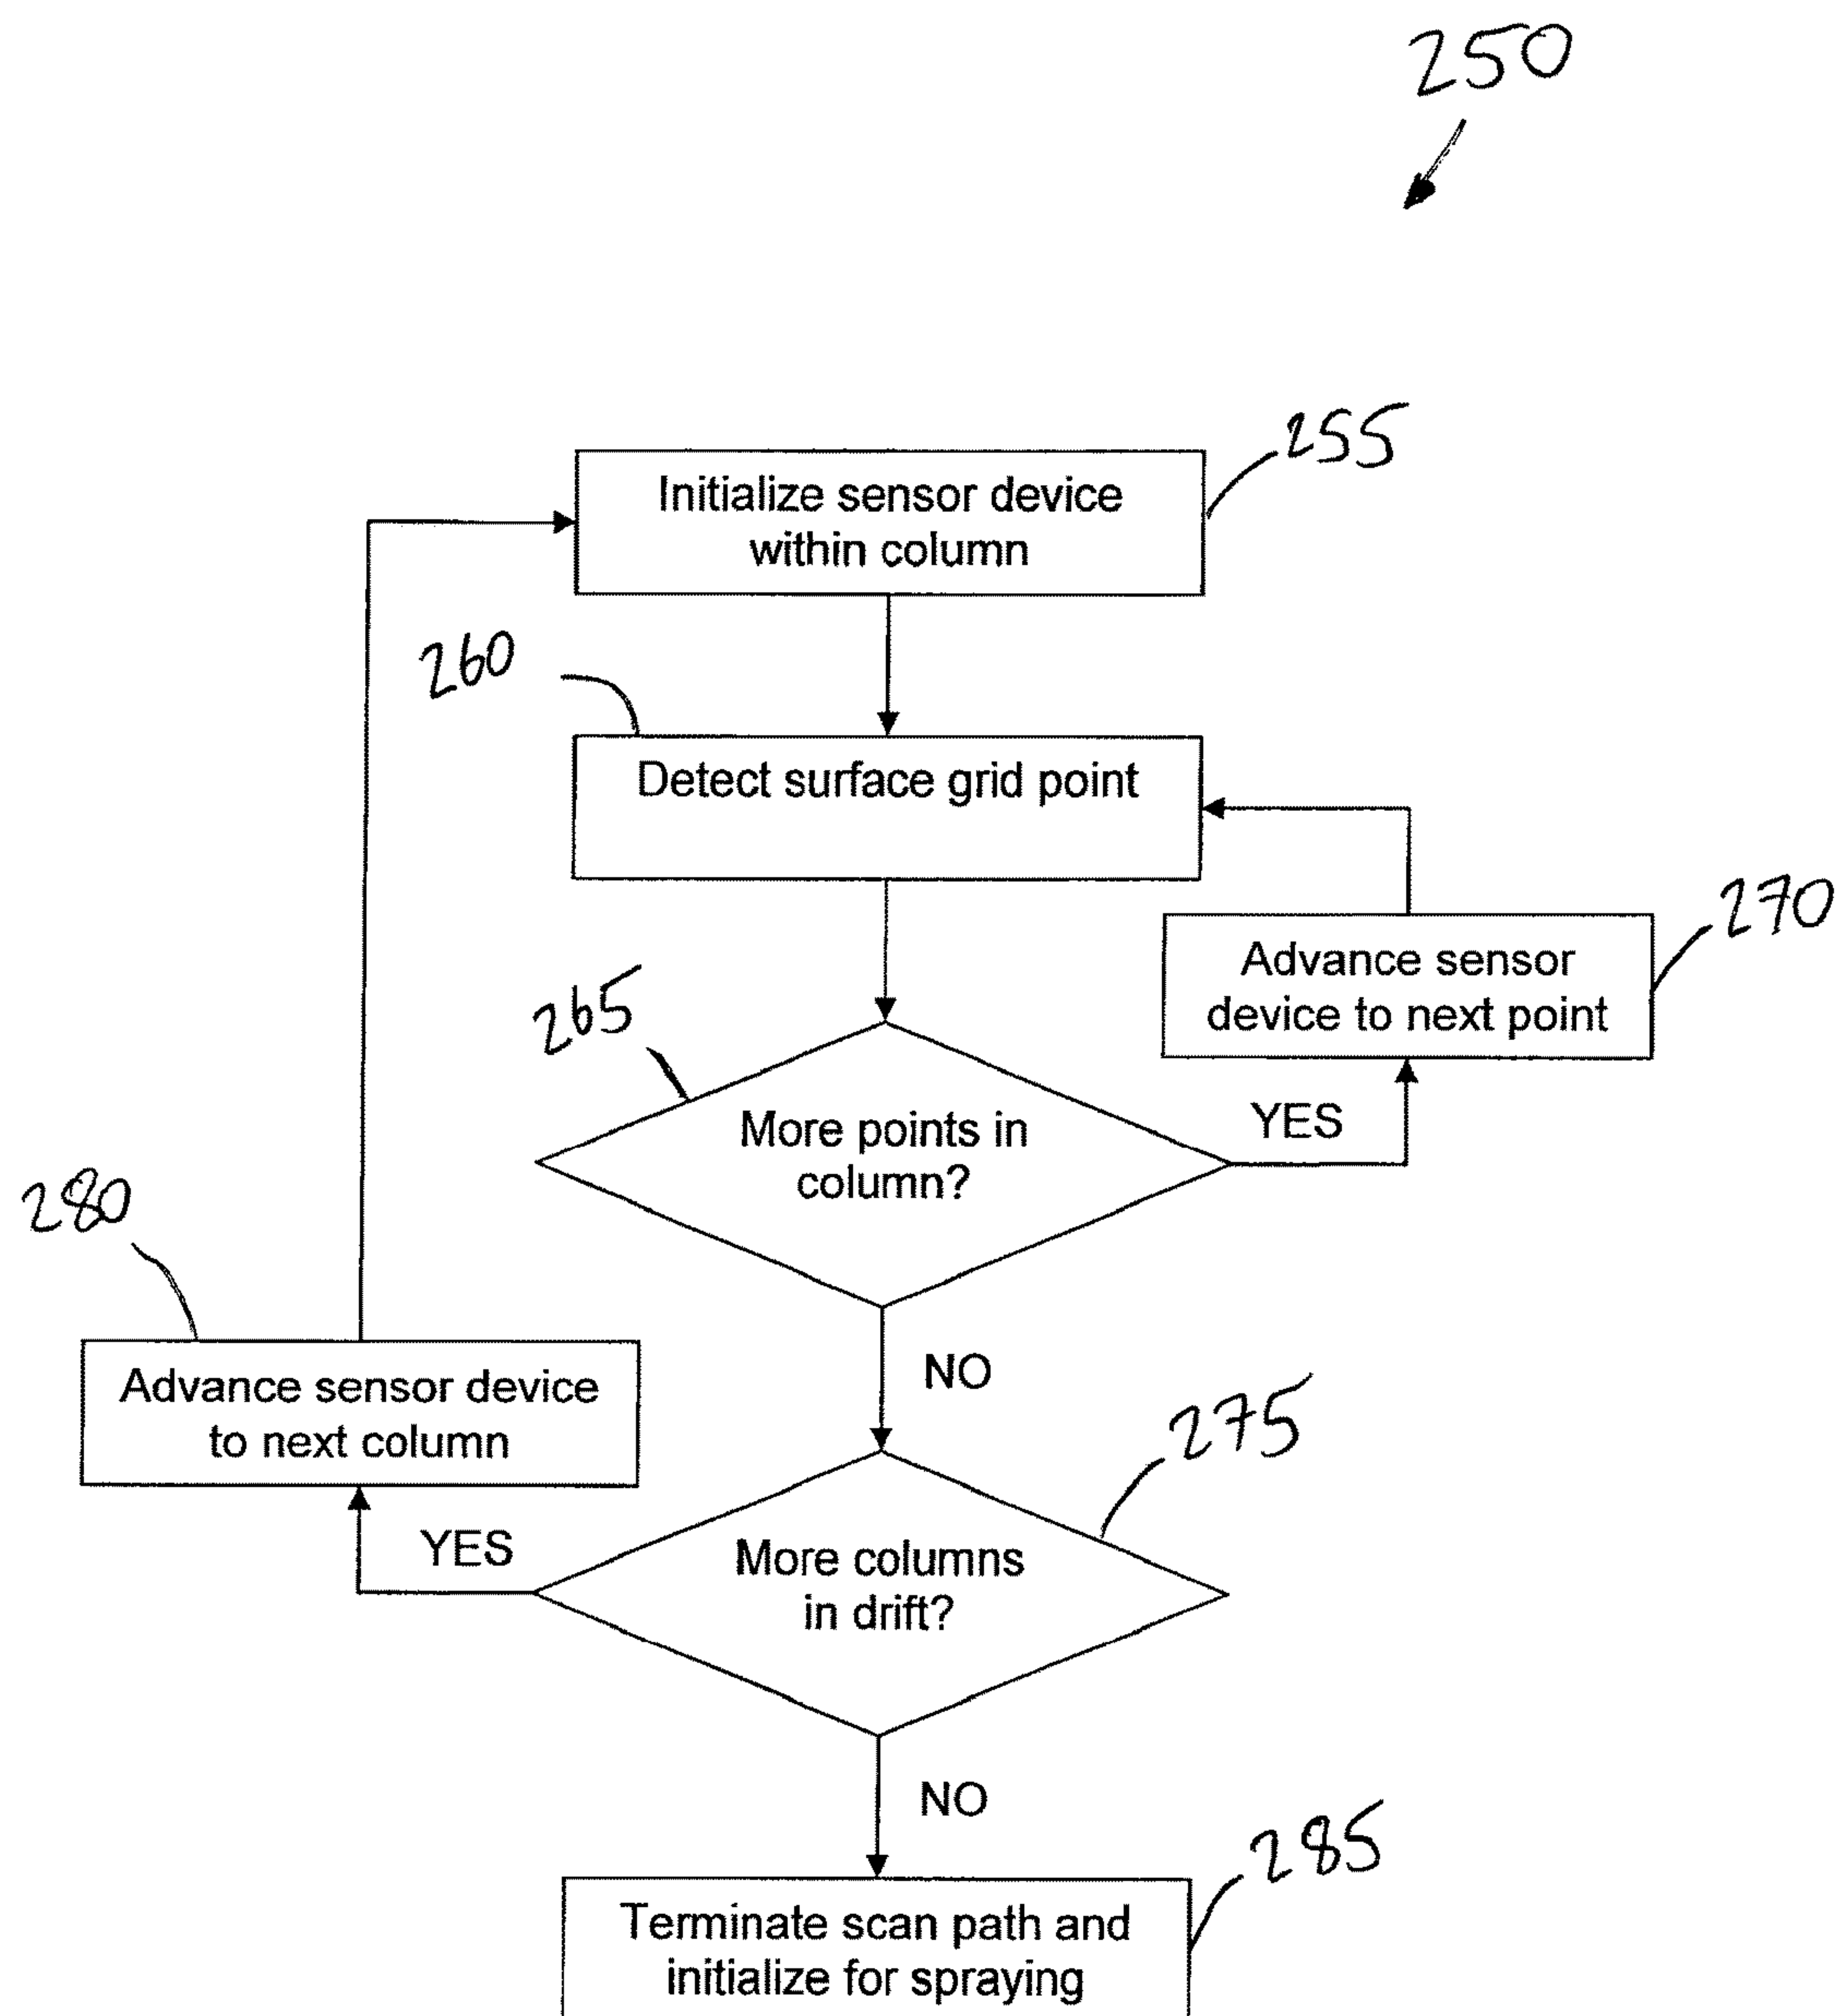 250
Initialize sensor device
within column
255
260
Detect surface grid point
Advance sensor
device to next point
270
265
More points in
column?
YES
280
Advance sensor device
to next column
NO
275
YES
More columns
in drift?
NO
285
Terminate scan path and
initialize for spraying